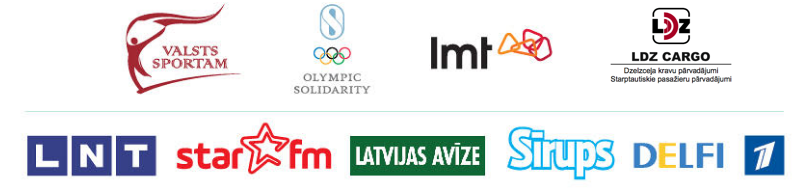 VALSTS
SPORTAM
OLYMPIC
SOLIDARITY
lmt
LDZ
LDZ CARGO
Dzelzceļa kravu pārvadājumi
Starptautiskie pasažieru pārvadājumi
LNT
star fm
LATVIJAS AVĪZE
Sīrups
DELFI
1